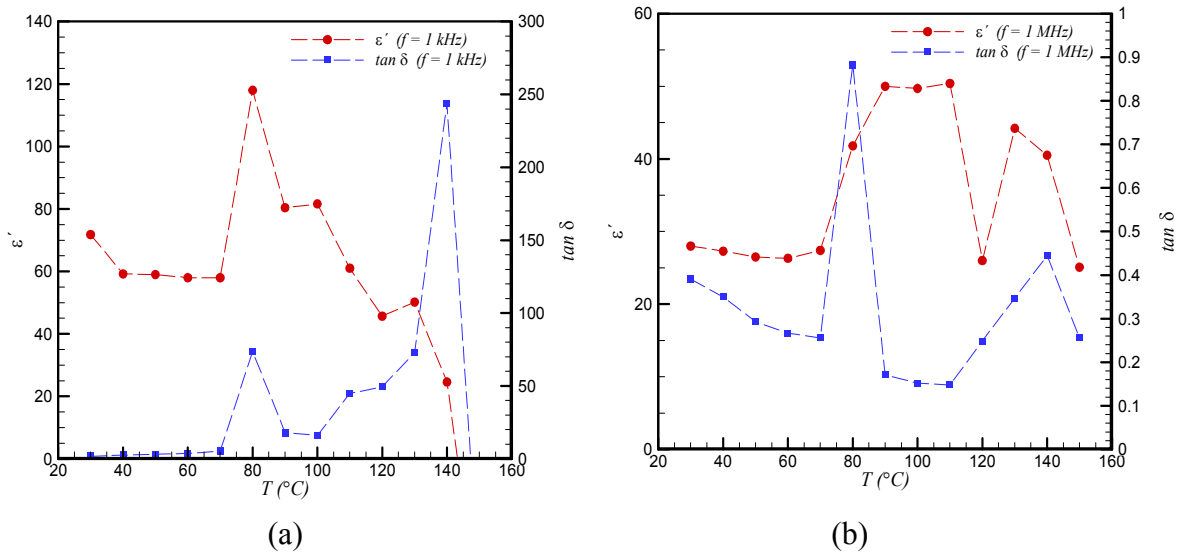 140
120
100
80
60
40
20
0
ε´
300
250
200
150
100
50
0
tan δ
ε´ (f = 1 kHz)
tan δ (f = 1 kHz)
20 40 60 80 100 120 140 160
T (°C)
(a)
60
40
20
0
ε´
1
0.9
0.8
0.7
0.6
0.5
0.4
0.3
0.2
0.1
0
tan δ
ε´ (f = 1 MHz)
tan δ (f = 1 MHz)
20 40 60 80 100 120 140 160
T (°C)
(b)